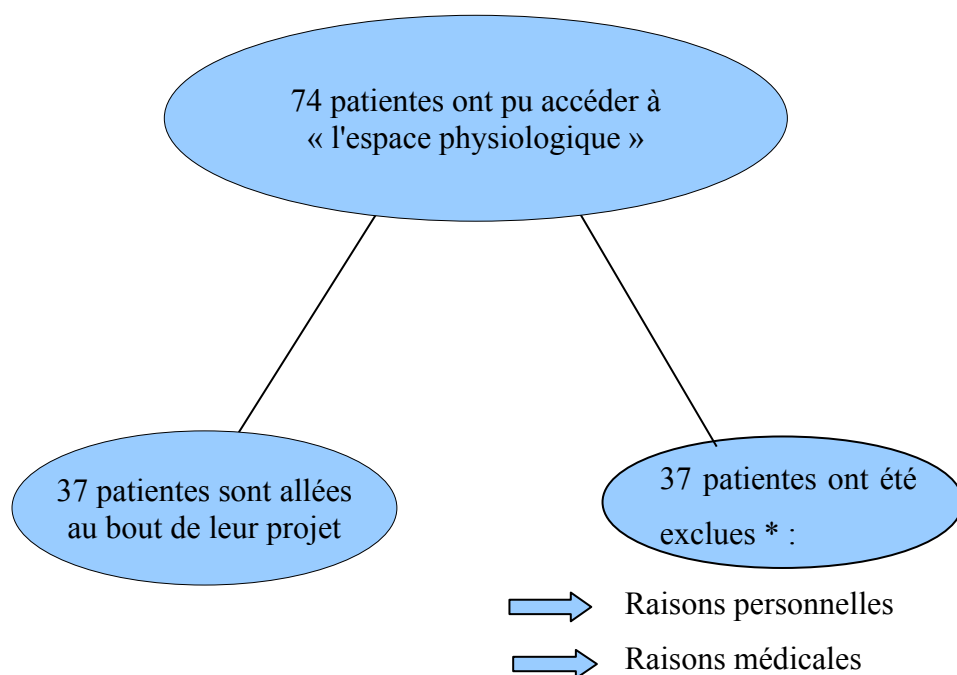 74 patientes ont pu accéder à
« l'espace physiologique »
37 patientes sont allées
au bout de leur projet
37 patientes ont été
exclues * :
Raisons personnelles
Raisons médicales